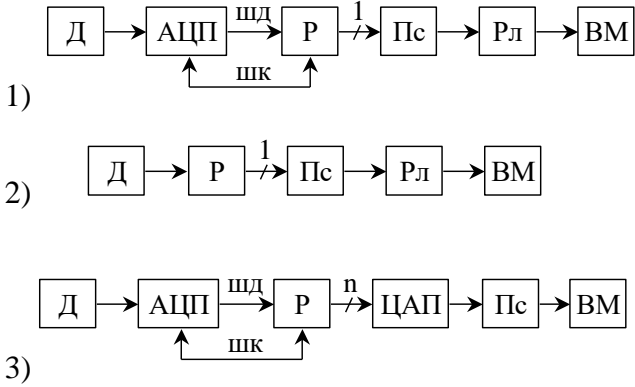 шд 1
Д АЦП Р Пс Рл ВМ
шк
1)
1
Д Р Пс Рл ВМ
2)
шд n
Д АЦП Р ЦАП Пс ВМ
шк
3)